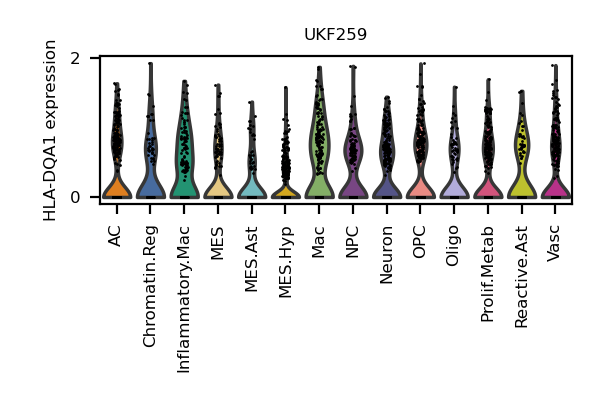 UKF259
HLA-DQA1 expression
2
0
AC
Chromatin.Reg
Inflammatory.Mac
MES
MES.Ast
MES.Hyp
Mac
NPC
Neuron
OPC
Oligo
Prolif.Metab
Reactive.Ast
Vasc